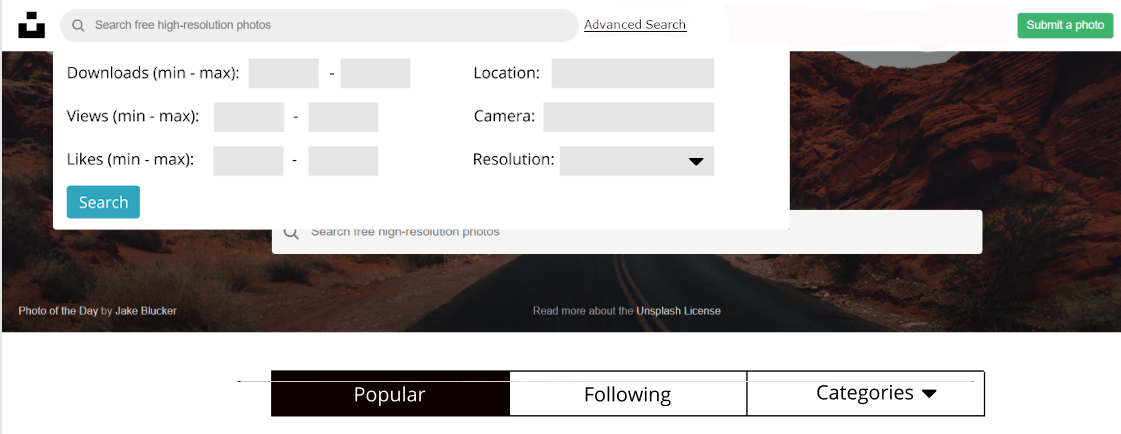 Search free high-resolution photos
Advanced Search
Submit a photo
Downloads (min - max): -
Location:
Views (min - max): -
Camera:
Likes (min - max): -
Resolution:
Search
Search free high-resolution photos
Photo of the Day by Jake Blucker
Read more about the Unsplash License
Popular
Following
Categories